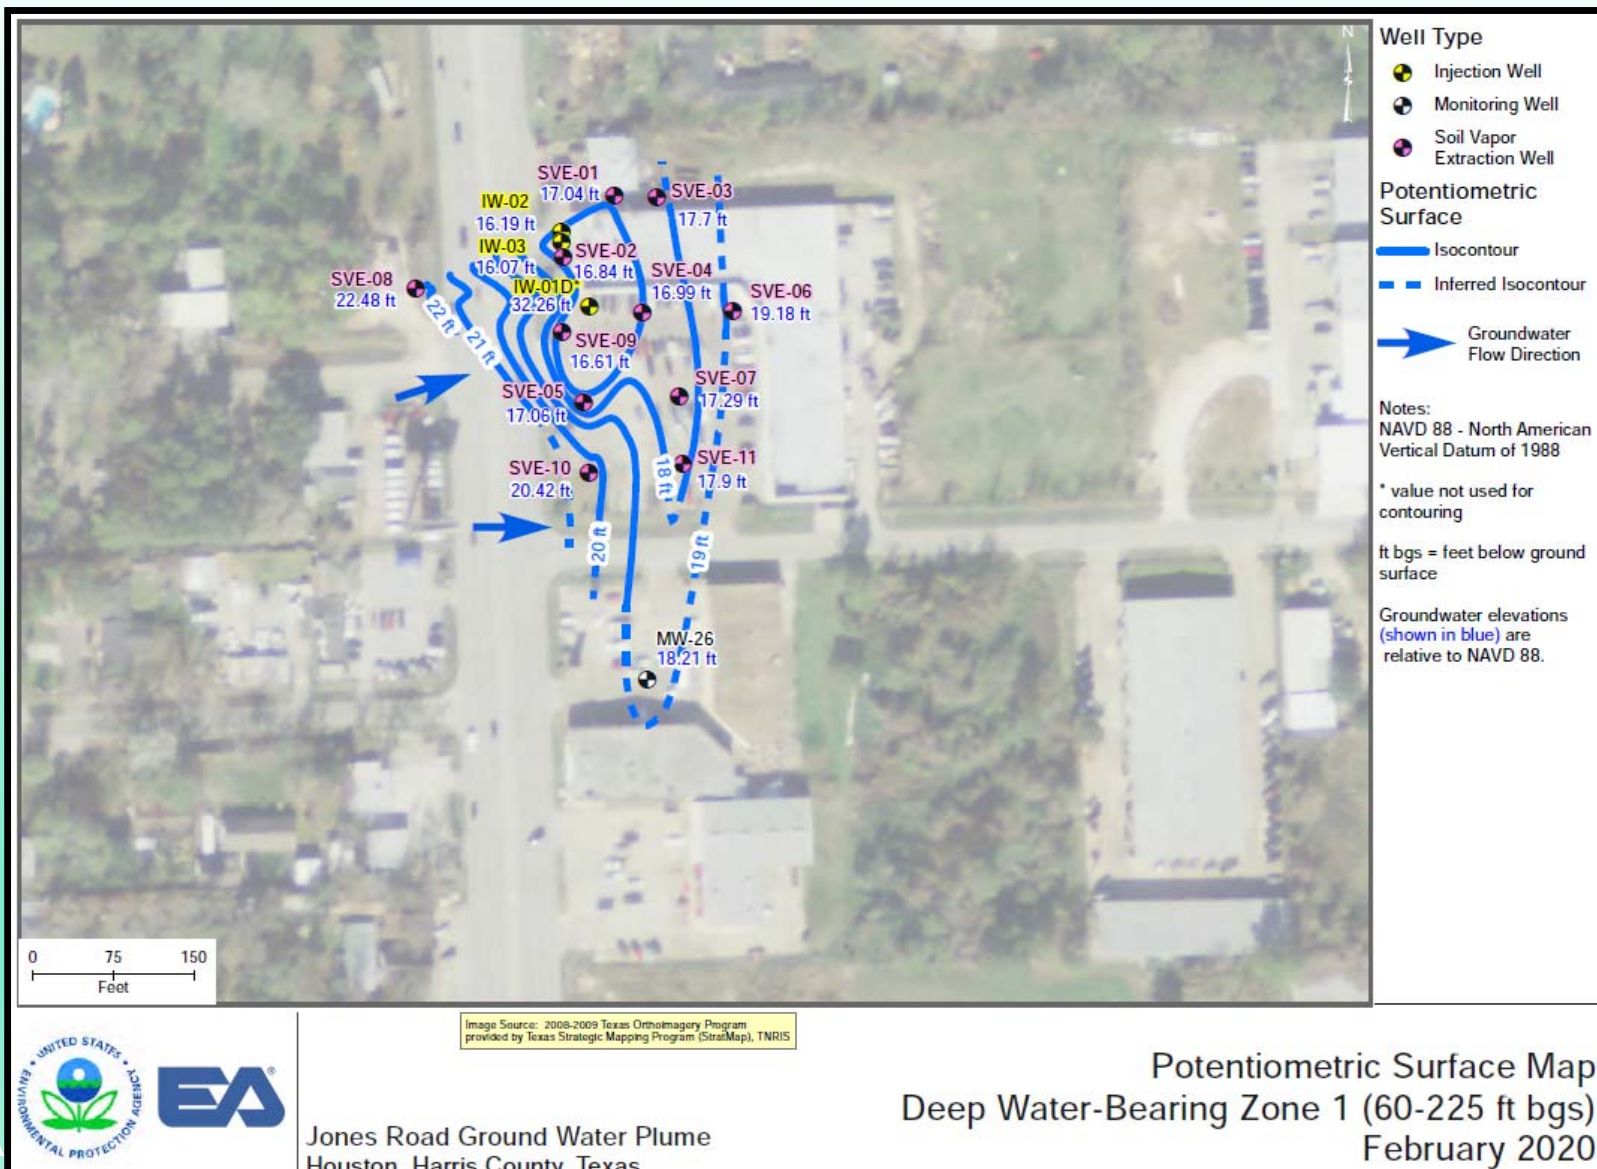 N
SVE-01
17.04 ft
SVE-03
17.7 ft
IW-02
16.19 ft
IW-03
16.07 ft
SVE-02
16.84 ft
SVE-04
16.99 ft
SVE-08
22.48 ft
IW-01D*
32.26 ft
SVE-06
19.18 ft
22 ft
21 ft
SVE-09
16.61 ft
SVE-05
17.06 ft
SVE-07
17.29 ft
SVE-10
20.42 ft
SVE-11
17.9 ft
18 ft
20 ft
19 ft
MW-26
18.21 ft
0 75 150
Feet
Well Type
Injection Well
Monitoring Well
Soil Vapor
Extraction Well
Potentiometric
Surface
Isocontour
Inferred Isocontour
Groundwater
Flow Direction
Notes:
NAVD 88 - North American
Vertical Datum of 1988
* value not used for
contouring
ft bgs = feet below ground
surface
Groundwater elevations
(shown in blue) are
relative to NAVD 88.
Image Source: 2008-2009 Texas Orthoimagery Program
provided by Texas Strategic Mapping Program (StratMap), TNRIS
UNITED STATES
ENVIRONMENTAL PROTECTION AGENCY
EA®
Jones Road Ground Water Plume
Houston, Harris County, Texas
Potentiometric Surface Map
Deep Water-Bearing Zone 1 (60-225 ft bgs)
February 2020